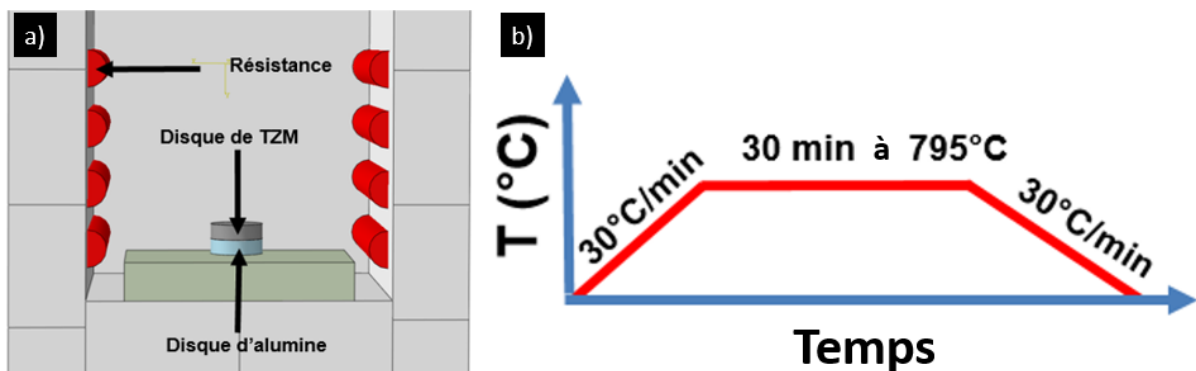 a)
Résistance
Disque de TZM
Disque d'alumine
b)
T (°C)
30°C/min
30 min à 795°C
30°C/min
Temps